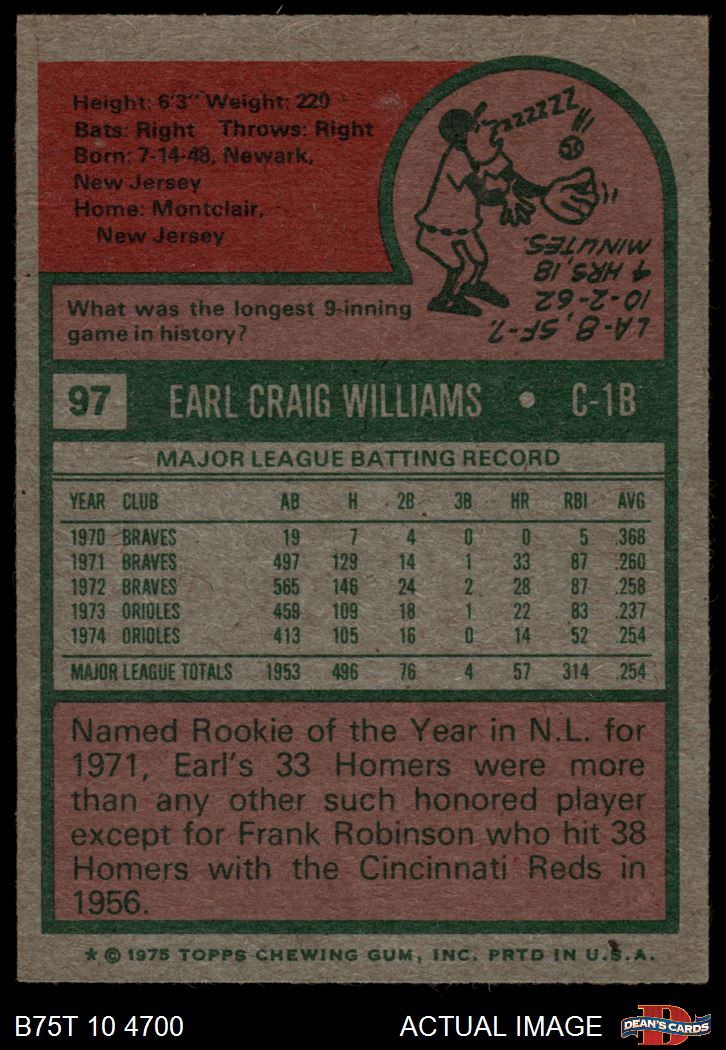 Height: 6'3" Weight: 220
Bats: Right Throws: Right
Born: 7-14-48, Newark,
New Jersey
Home: Montclair,
New Jersey
ZZZZZZZ
LA-8, SF-7.
10-2-62
4 HRS, 18
MINUTES.
What was the longest 9-inning
game in history?
97 EARL CRAIG WILLIAMS • C-1B
MAJOR LEAGUE BATTING RECORD
YEAR CLUB AB H 2B 3B HR RBI AVG
1970 BRAVES 19 7 4 0 0 5 .368
1971 BRAVES 497 129 14 1 33 87 .260
1972 BRAVES 565 146 24 2 28 87 .258
1973 ORIOLES 459 109 18 1 22 83 .237
1974 ORIOLES 413 105 16 0 14 52 .254
MAJOR LEAGUE TOTALS 1953 496 76 4 57 314 .254
Named Rookie of the Year in N.L. for
1971, Earl's 33 Homers were more
than any other such honored player
except for Frank Robinson who hit 38
Homers with the Cincinnati Reds in
1956.
* © 1975 TOPPS CHEWING GUM, INC. PRTD IN U.S.A.
B75T 10 4700 ACTUAL IMAGE
D
DEAN'S CARDS